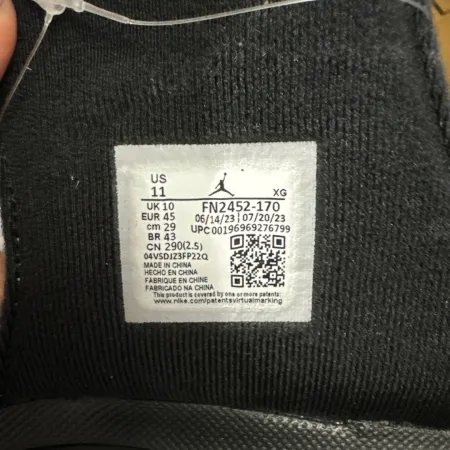 US
11
XG
UK 10
EUR 45
cm 29
BR 43
CN 290(2.5)
FN2452-170
06/14/23 07/20/23
UPC 00196969276799
04VSDJZ3FP22Q
MADE IN CHINA
HECHO EN CHINA
FABRIQUE EN CHINE
FABRICADO NA CHINA
This product is covered by one or more patents:
www.nike.com/patentsvirtualmarking